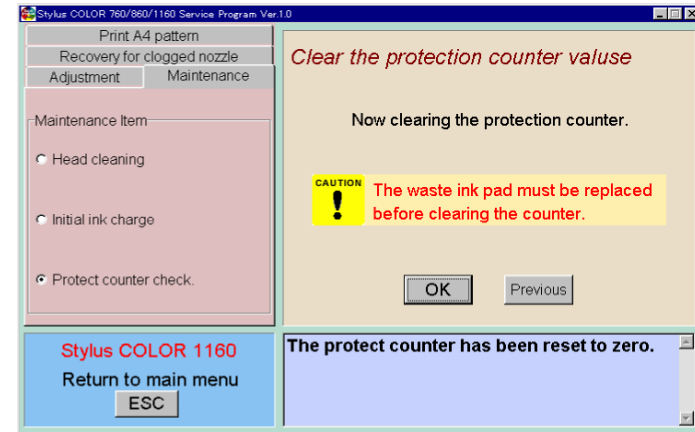 Stylus COLOR 760/860/1160 Service Program Ver.1.0
Print A4 pattern
Recovery for clogged nozzle
Adjustment
Maintenance
Maintenance Item
Head cleaning
Initial ink charge
Protect counter check.
Clear the protection counter valuse
Now clearing the protection counter.
CAUTION
!
The waste ink pad must be replaced
before clearing the counter.
OK
Previous
Stylus COLOR 1160
Return to main menu
ESC
The protect counter has been reset to zero.